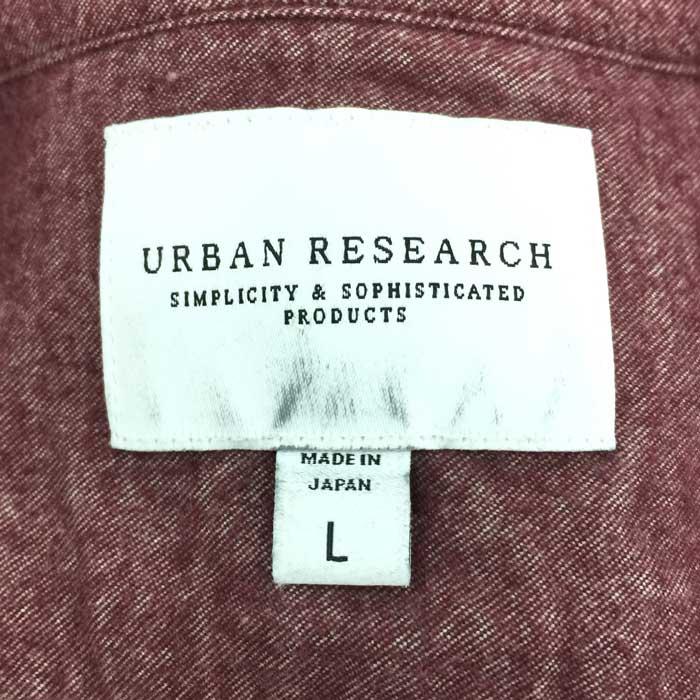 URBAN RESEARCH
SIMPLICITY & SOPHISTICATED
PRODUCTS
MADE IN
JAPAN
L